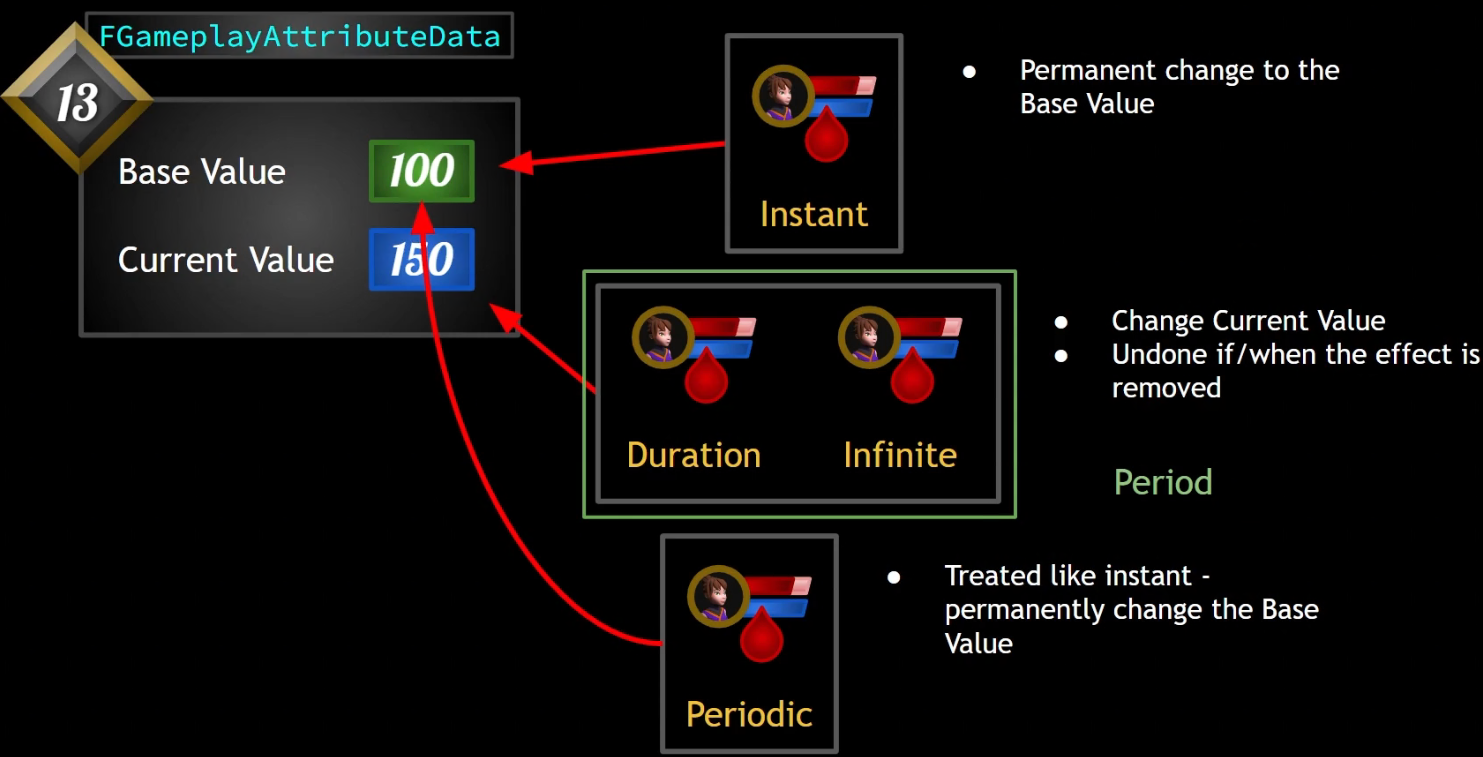 FGameplayAttributeData
13
Base Value 100
Current Value 150
Instant
● Permanent change to the
Base Value
Duration Infinite
● Change Current Value
● Undone if/when the effect is
removed
Period
Periodic
● Treated like instant -
permanently change the Base
Value